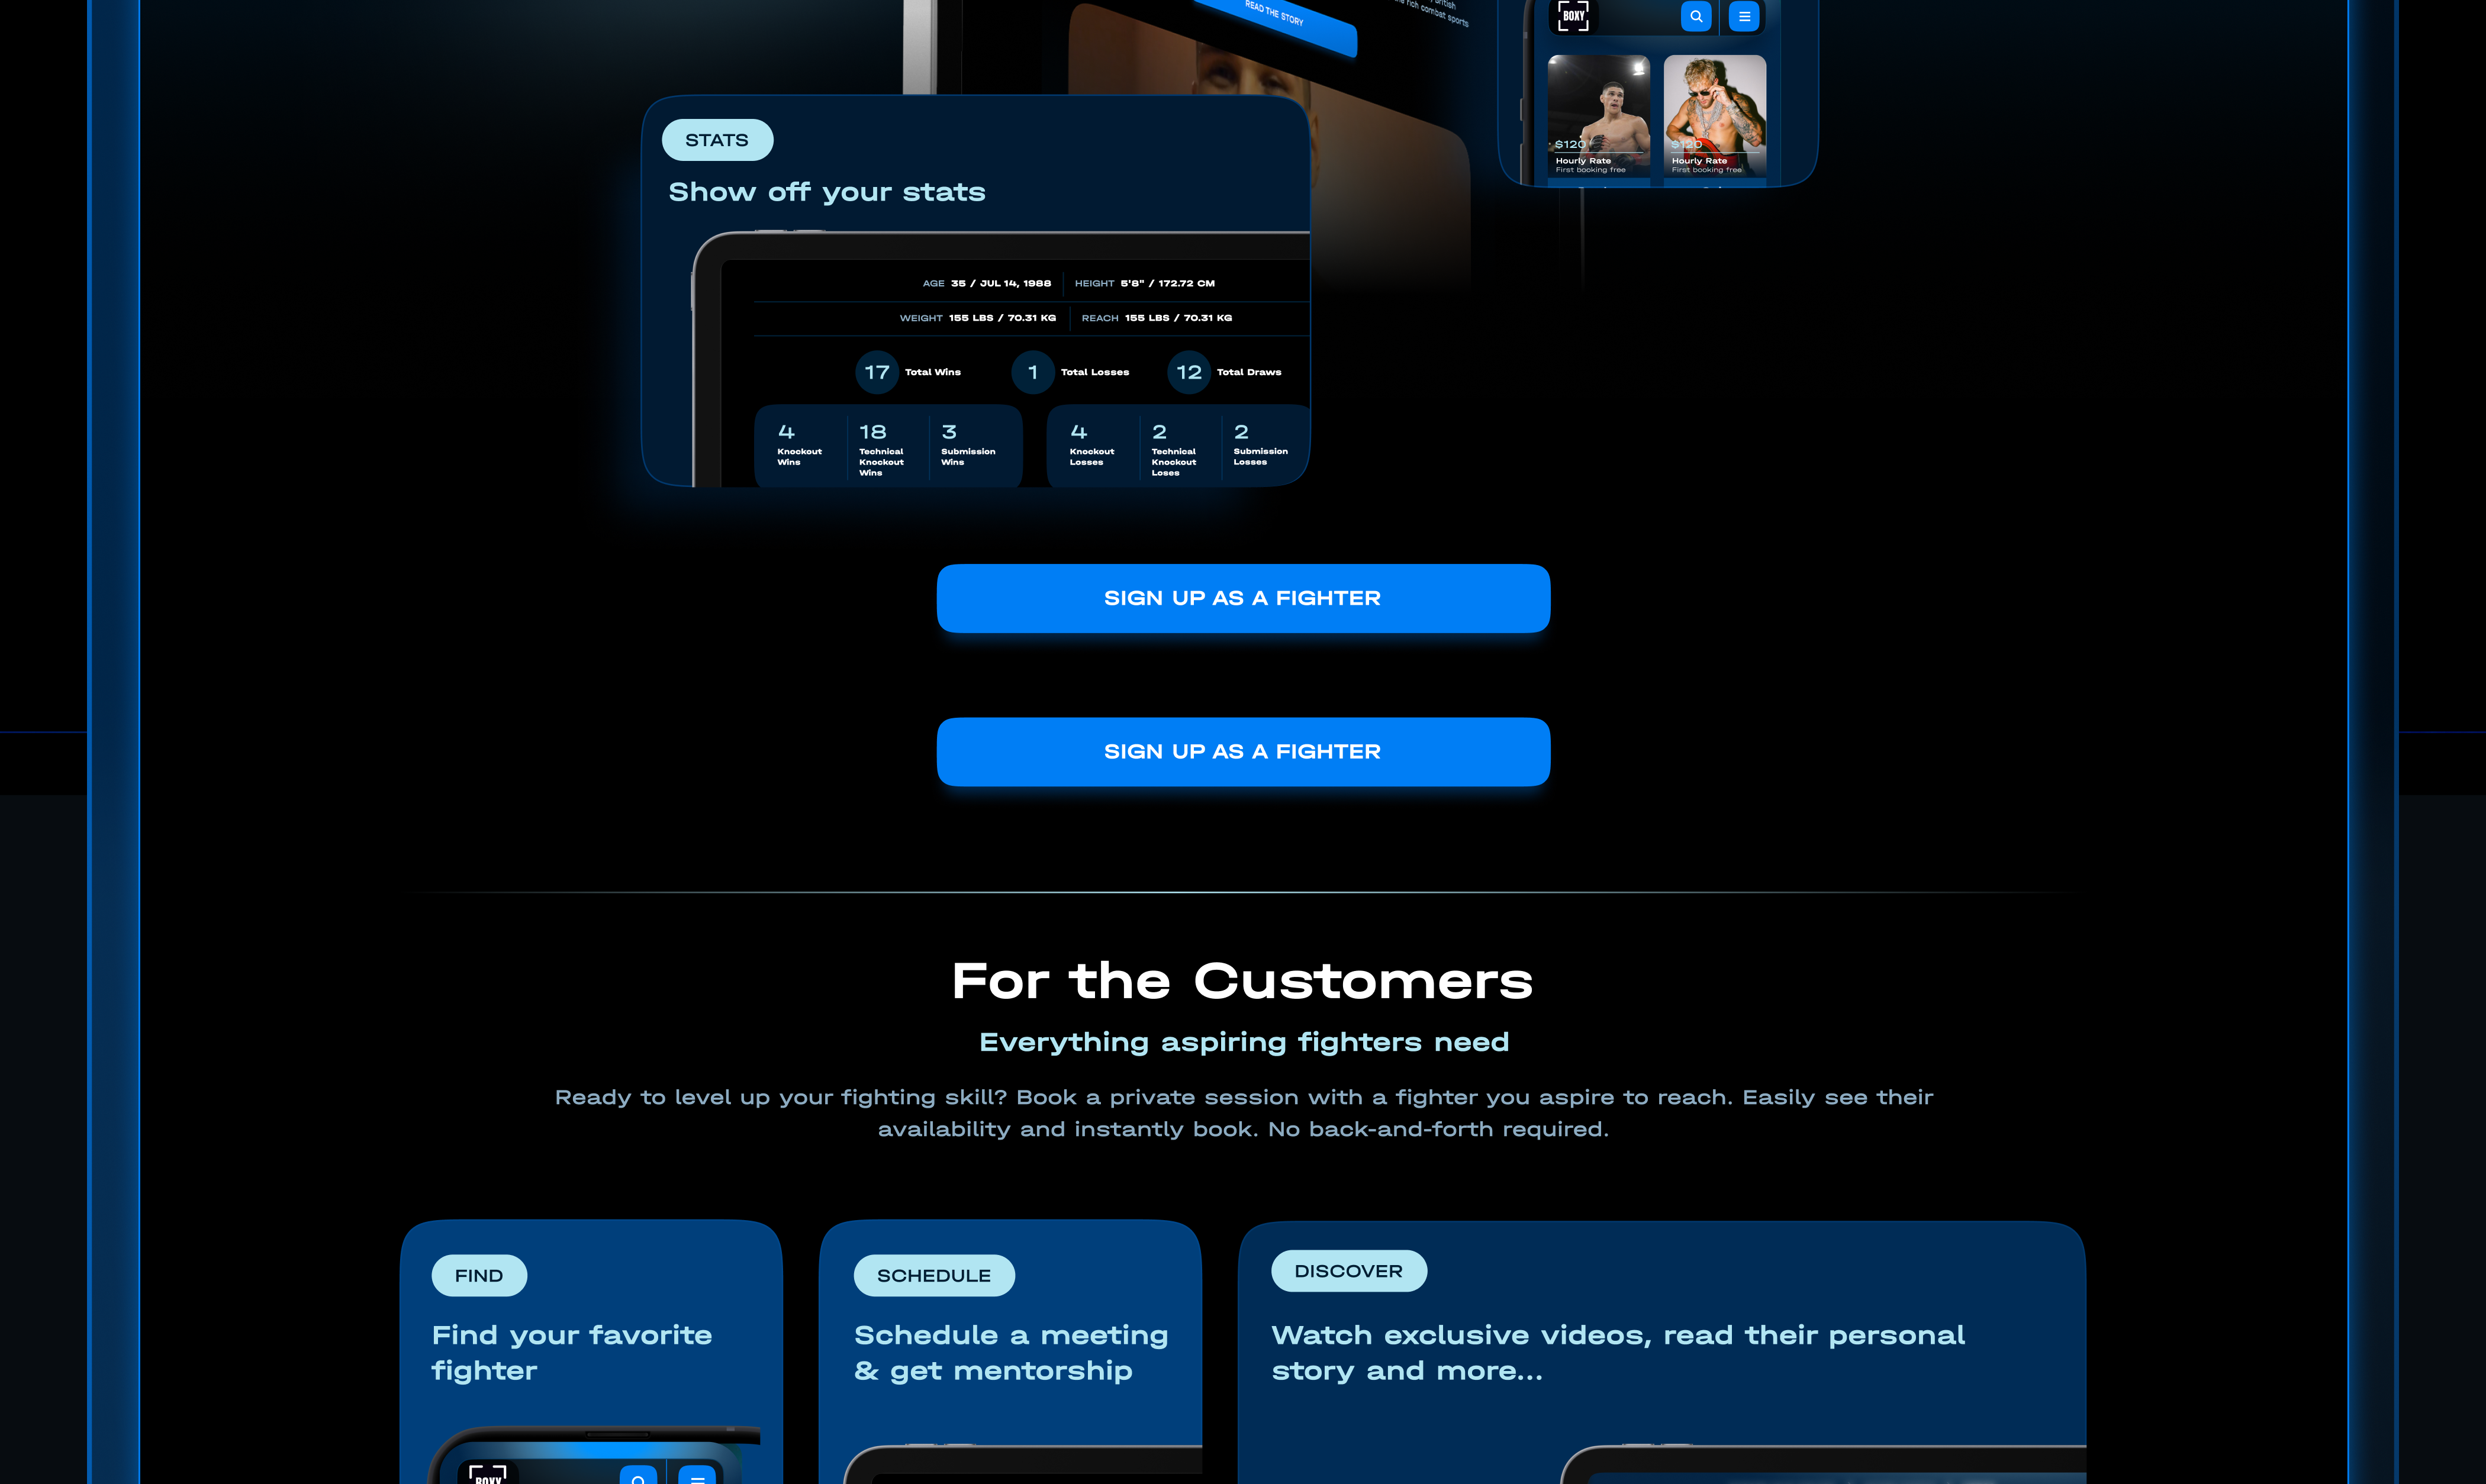 READ THE STORY
rich combat sports
BOXY
$120
Hourly Rate
First booking free
$120
Hourly Rate
First booking free
STATS
Show off your stats
AGE 35 / JUL 14, 1988 HEIGHT 5'8" / 172.72 CM
WEIGHT 155 LBS / 70.31 KG REACH 155 LBS / 70.31 KG
17 Total Wins 1 Total Losses 12 Total Draws
4
Knockout
Wins
18
Technical
Knockout
Wins
3
Submission
Wins
4
Knockout
Losses
2
Technical
Knockout
Loses
2
Submission
Losses
SIGN UP AS A FIGHTER
SIGN UP AS A FIGHTER
For the Customers
Everything aspiring fighters need
Ready to level up your fighting skill? Book a private session with a fighter you aspire to reach. Easily see their
availability and instantly book. No back-and-forth required.
FIND
Find your favorite
fighter
BOXY
SCHEDULE
Schedule a meeting
& get mentorship
DISCOVER
Watch exclusive videos, read their personal
story and more...